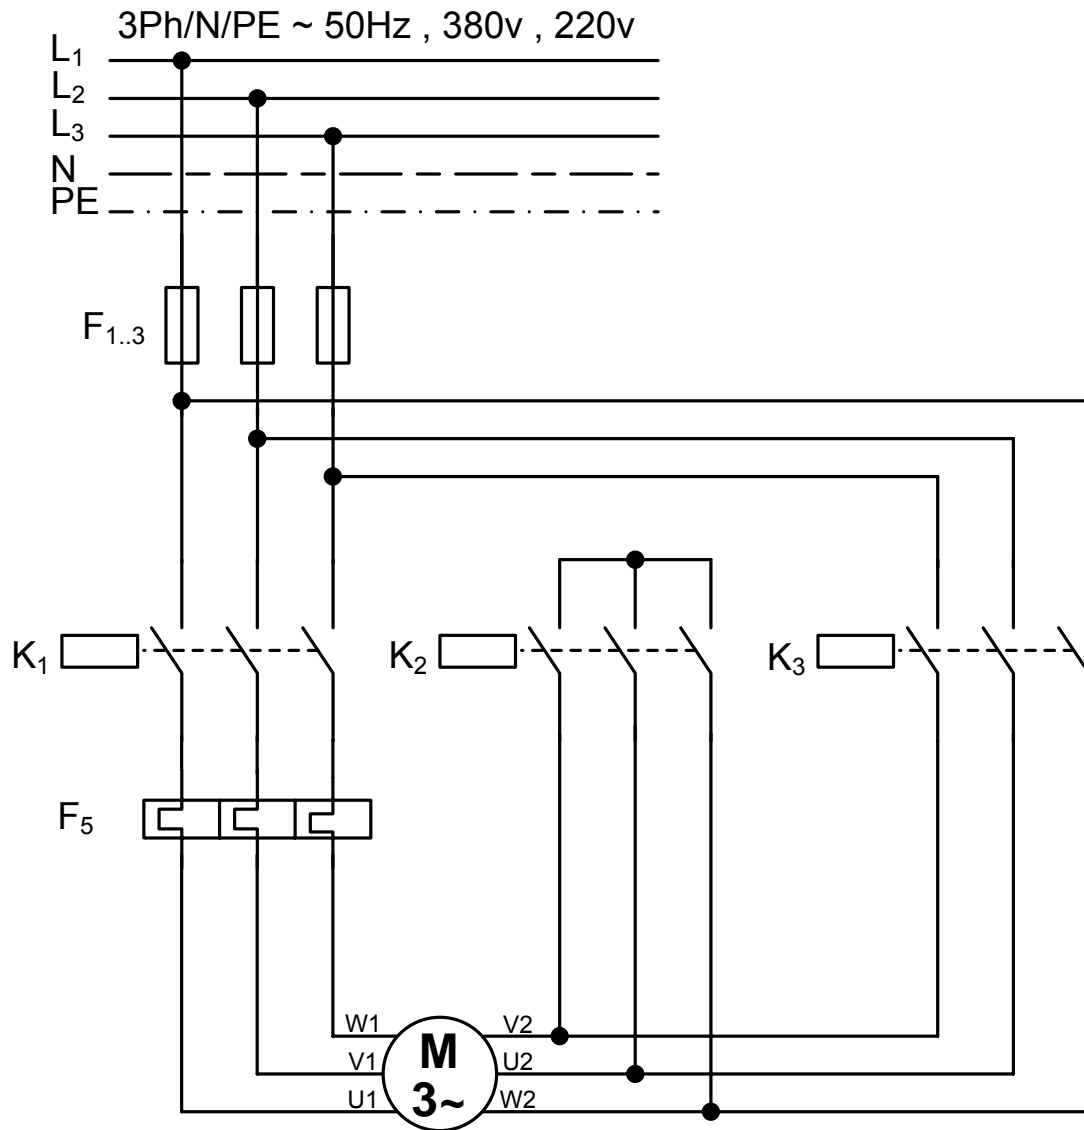 3Ph/N/PE ~ 50Hz , 380v , 220v
L1
L2
L3
N
PE
F1..3
K1
K2
K3
F5
W1
V2
M
V1
U2
3~
U1
W2